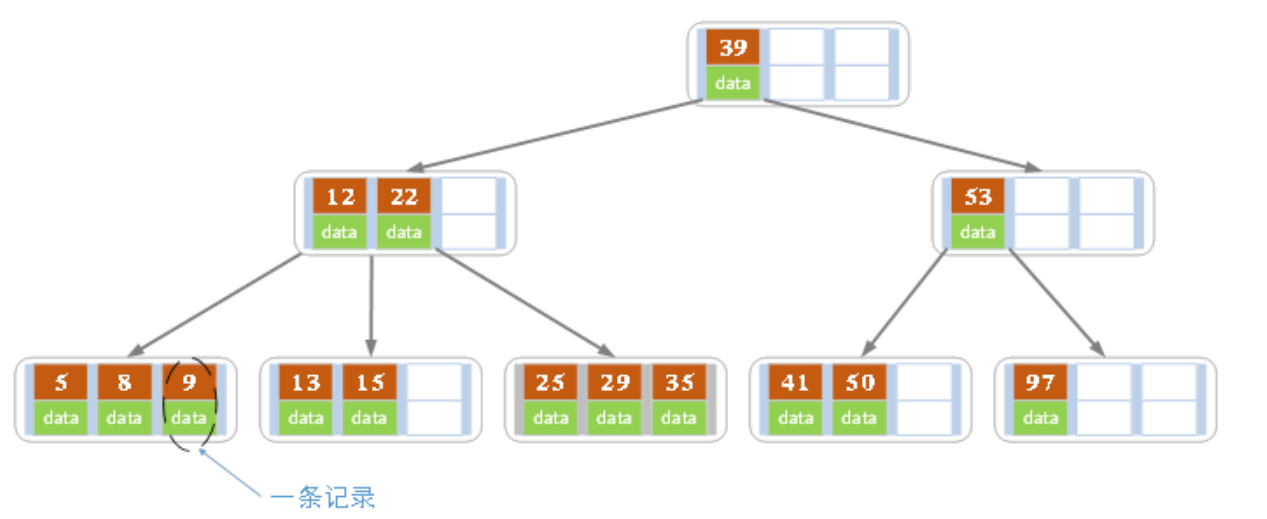 39
data
12 22
data data
53
data
5 8 9
data data data
13 15
data data
25 29 35
data data data
41 50
data data
97
data
一条记录